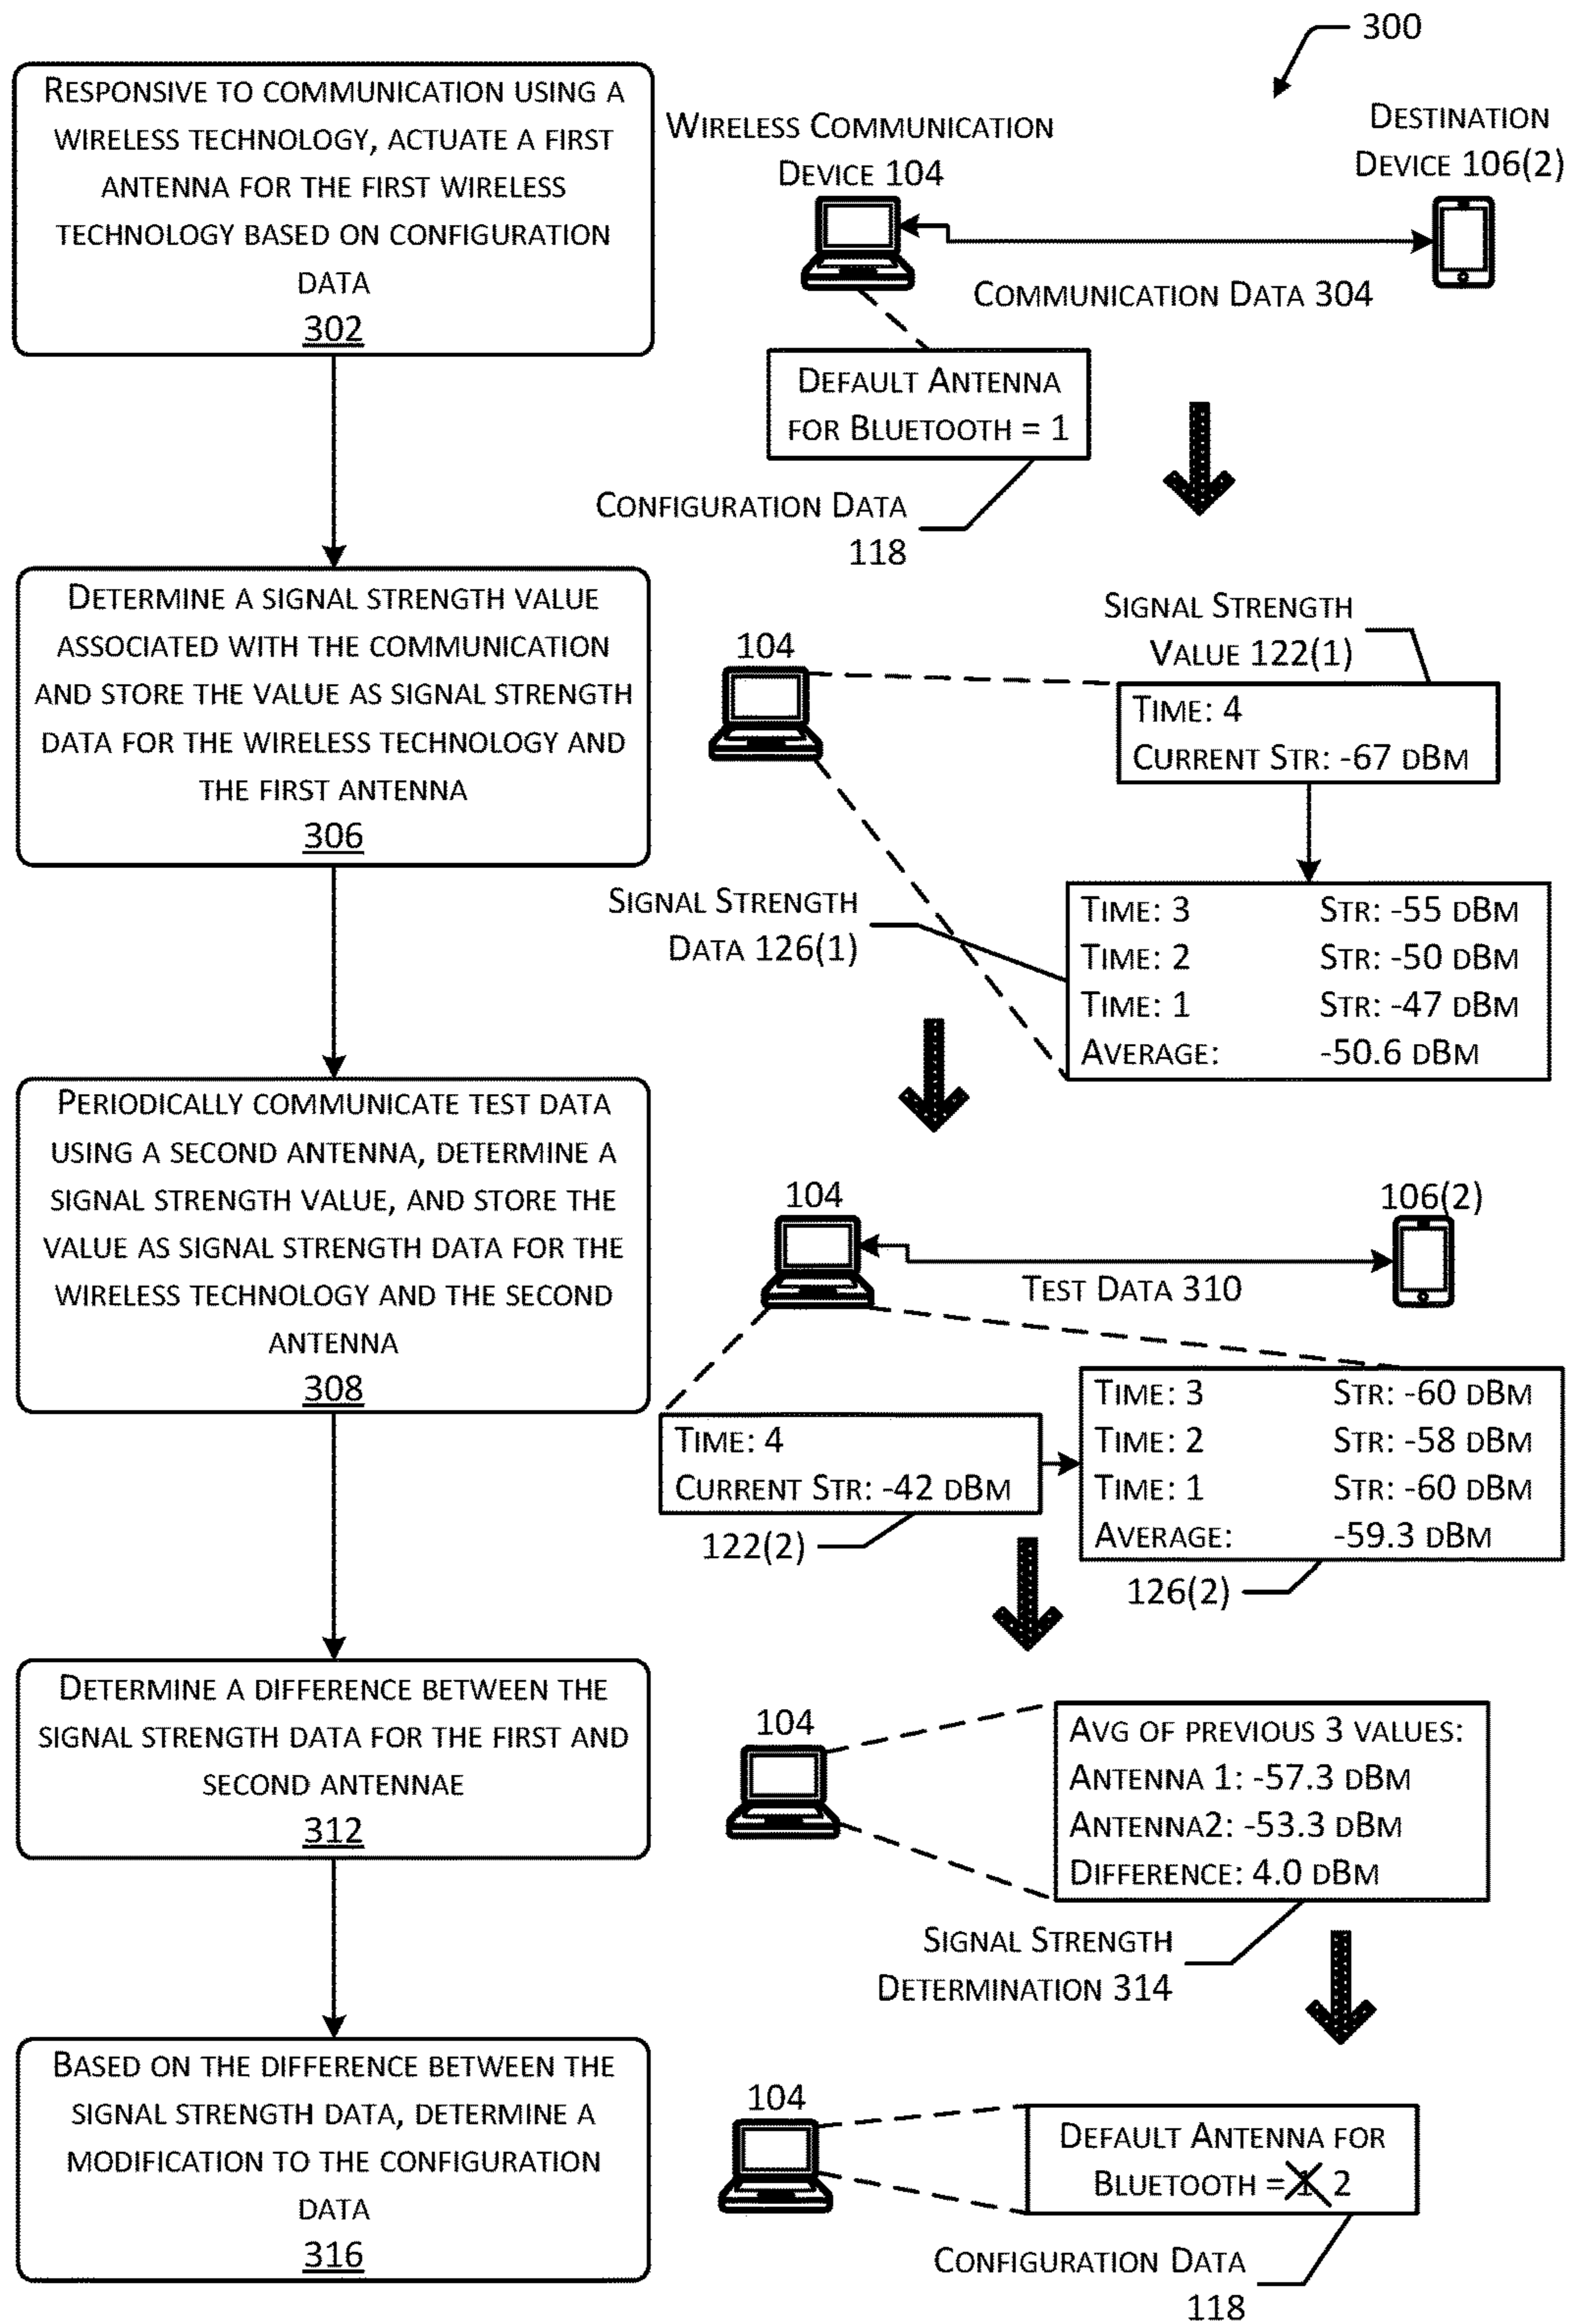 300
RESPONSIVE TO COMMUNICATION USING A
WIRELESS TECHNOLOGY, ACTUATE A FIRST
ANTENNA FOR THE FIRST WIRELESS
TECHNOLOGY BASED ON CONFIGURATION
DATA
302
WIRELESS COMMUNICATION
DEVICE 104
DESTINATION
DEVICE 106(2)
COMMUNICATION DATA 304
DEFAULT ANTENNA
FOR BLUETOOTH = 1
CONFIGURATION DATA
118
DETERMINE A SIGNAL STRENGTH VALUE
ASSOCIATED WITH THE COMMUNICATION
AND STORE THE VALUE AS SIGNAL STRENGTH
DATA FOR THE WIRELESS TECHNOLOGY AND
THE FIRST ANTENNA
306
104
SIGNAL STRENGTH
VALUE 122(1)
TIME: 4
CURRENT STR: -67 DBM
SIGNAL STRENGTH
DATA 126(1)
TIME: 3 STR: -55 DBM
TIME: 2 STR: -50 DBM
TIME: 1 STR: -47 DBM
AVERAGE: -50.6 DBM
PERIODICALLY COMMUNICATE TEST DATA
USING A SECOND ANTENNA, DETERMINE A
SIGNAL STRENGTH VALUE, AND STORE THE
VALUE AS SIGNAL STRENGTH DATA FOR THE
WIRELESS TECHNOLOGY AND THE SECOND
ANTENNA
308
104
106(2)
TEST DATA 310
TIME: 4
CURRENT STR: -42 DBM
122(2)
TIME: 3 STR: -60 DBM
TIME: 2 STR: -58 DBM
TIME: 1 STR: -60 DBM
AVERAGE: -59.3 DBM
126(2)
DETERMINE A DIFFERENCE BETWEEN THE
SIGNAL STRENGTH DATA FOR THE FIRST AND
SECOND ANTENNAE
312
104
AVG OF PREVIOUS 3 VALUES:
ANTENNA 1: -57.3 DBM
ANTENNA2: -53.3 DBM
DIFFERENCE: 4.0 DBM
SIGNAL STRENGTH
DETERMINATION 314
BASED ON THE DIFFERENCE BETWEEN THE
SIGNAL STRENGTH DATA, DETERMINE A
MODIFICATION TO THE CONFIGURATION
DATA
316
104
DEFAULT ANTENNA FOR
BLUETOOTH = 1 2
CONFIGURATION DATA
118